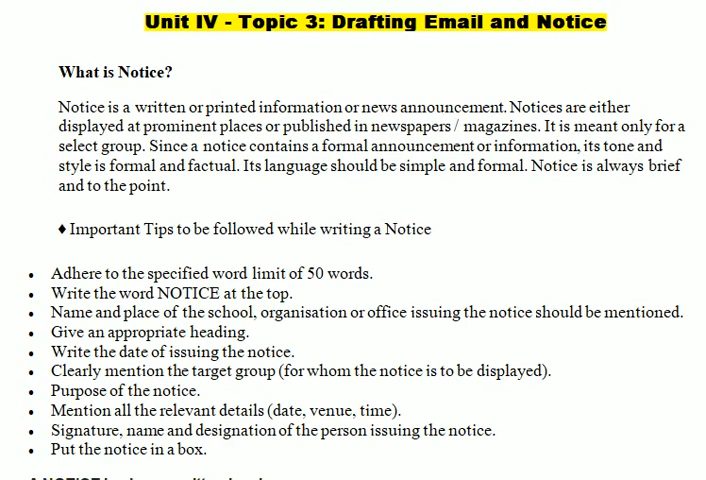 Unit IV - Topic 3: Drafting Email and Notice
What is Notice?
Notice is a written or printed information or news announcement. Notices are either
displayed at prominent places or published in newspapers / magazines. It is meant only for a
select group. Since a notice contains a formal announcement or information, its tone and
style is formal and factual. Its language should be simple and formal. Notice is always brief
and to the point.
♦ Important Tips to be followed while writing a Notice
• Adhere to the specified word limit of 50 words.
• Write the word NOTICE at the top.
• Name and place of the school, organisation or office issuing the notice should be mentioned.
• Give an appropriate heading.
• Write the date of issuing the notice.
• Clearly mention the target group (for whom the notice is to be displayed).
• Purpose of the notice.
• Mention all the relevant details (date, venue, time).
• Signature, name and designation of the person issuing the notice.
• Put the notice in a box.